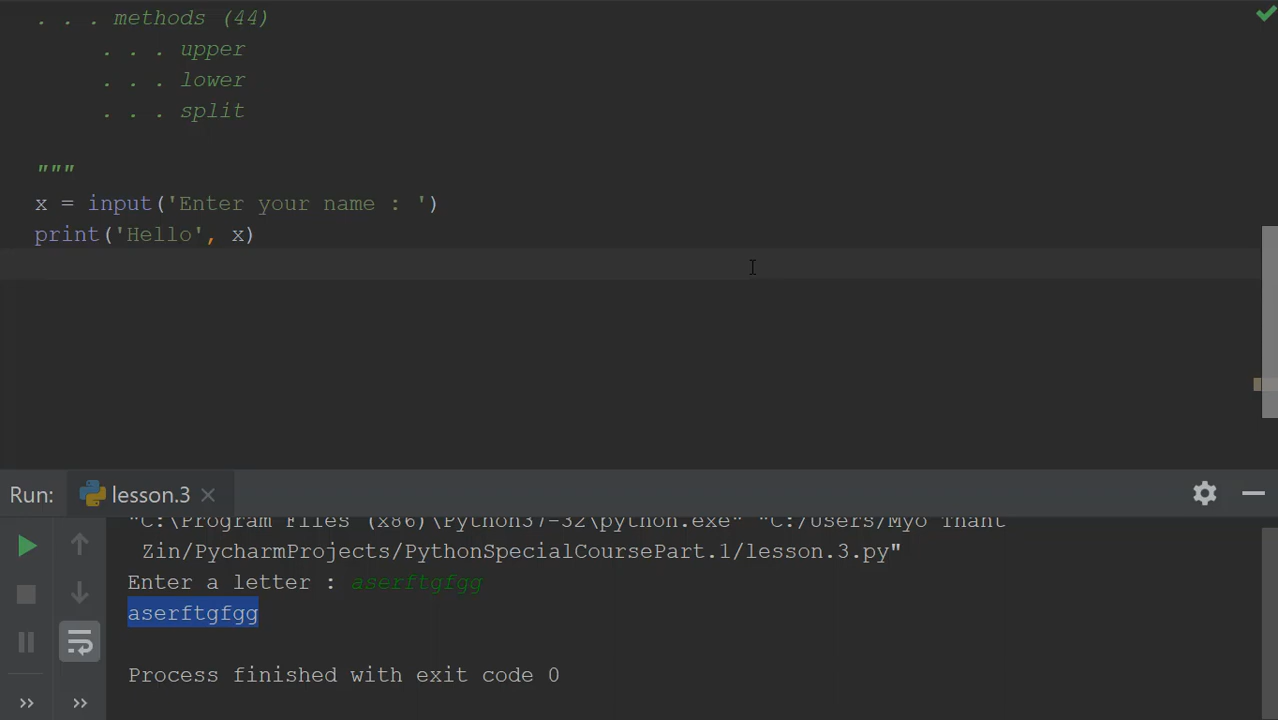 . . . methods (44)
. . . upper
. . . lower
. . . split
"""
x = input('Enter your name : ')
print('Hello', x)
Run: lesson.3
"C:\Program Files (x86)\Python37-32\python.exe" "C:/Users/Myo Thant
Zin/PycharmProjects/PythonSpecialCoursePart.1/lesson.3.py"
Enter a letter : aserftgfgg
aserftgfgg
Process finished with exit code 0